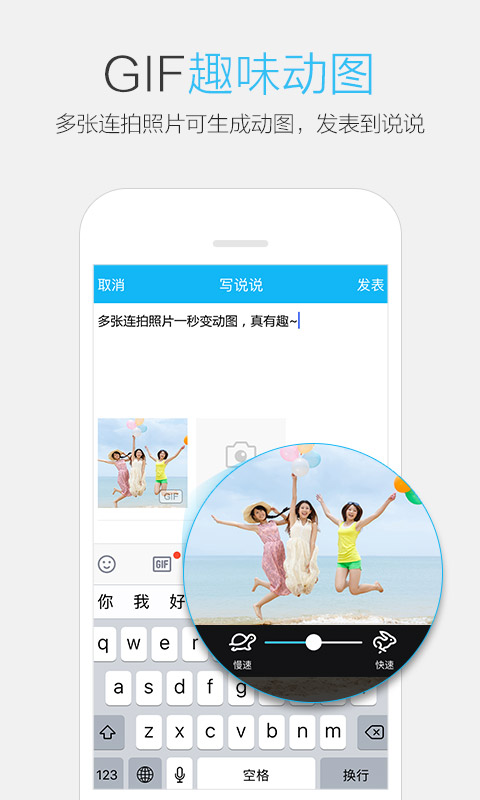 GIF趣味动图
多张连拍照片可生成动图，发表到说说
取消 写说说 发表
多张连拍照片一秒变动图，真有趣~
GIF
GIF
你 我 好
慢速 快速
q w e r
a s d f g
z x c v b n m
123 空格 换行